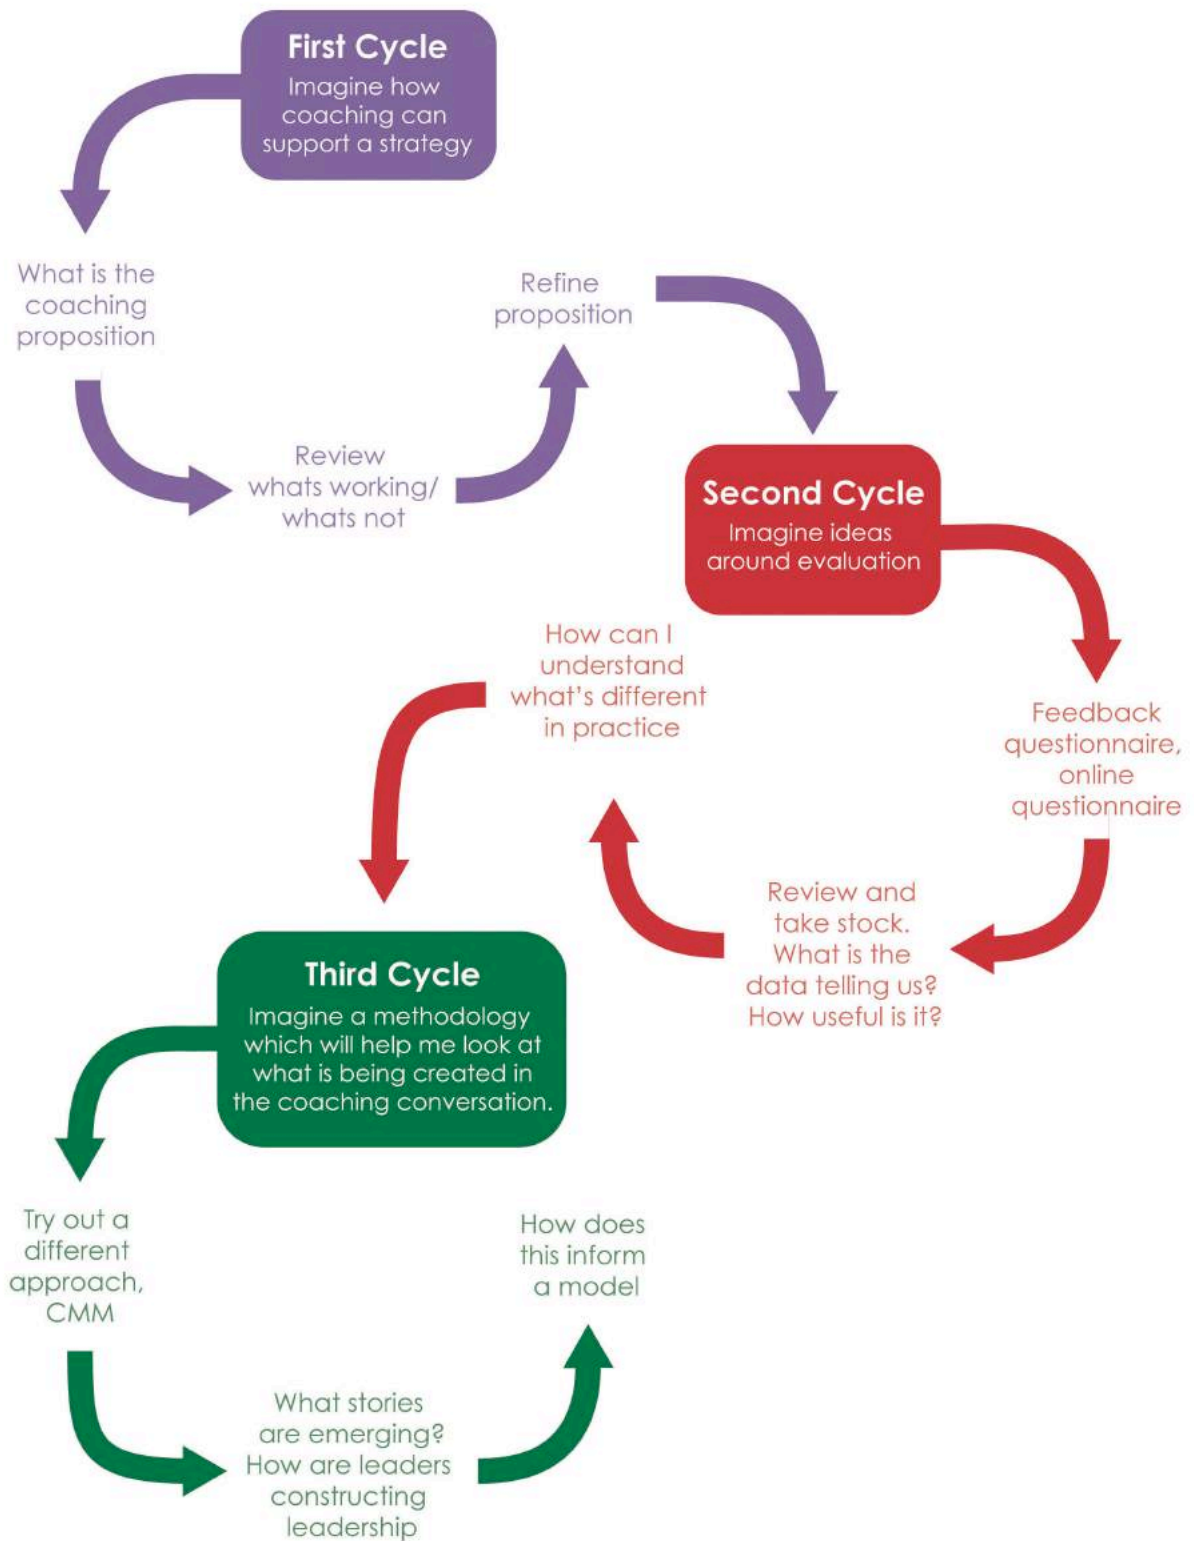 First Cycle
Imagine how
coaching can
support a strategy
What is the
coaching
proposition
Review
whats working/
whats not
Refine
proposition
Second Cycle
Imagine ideas
around evaluation
Feedback
questionnaire,
online
questionnaire
Review and
take stock.
What is the
data telling us?
How useful is it?
How can I
understand
what's different
in practice
Third Cycle
Imagine a methodology
which will help me look at
what is being created in
the coaching conversation.
Try out a
different
approach,
CMM
What stories
are emerging?
How are leaders
constructing
leadership
How does
this inform
a model